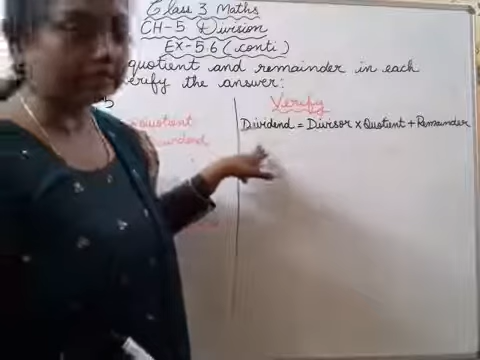 Class 3 Maths
CH-5 Division
EX-5.6 (conti)
quotient and remainder in each
verify the answer:
Verify
quotient
Dividend = Divisor x Quotient + Remainder